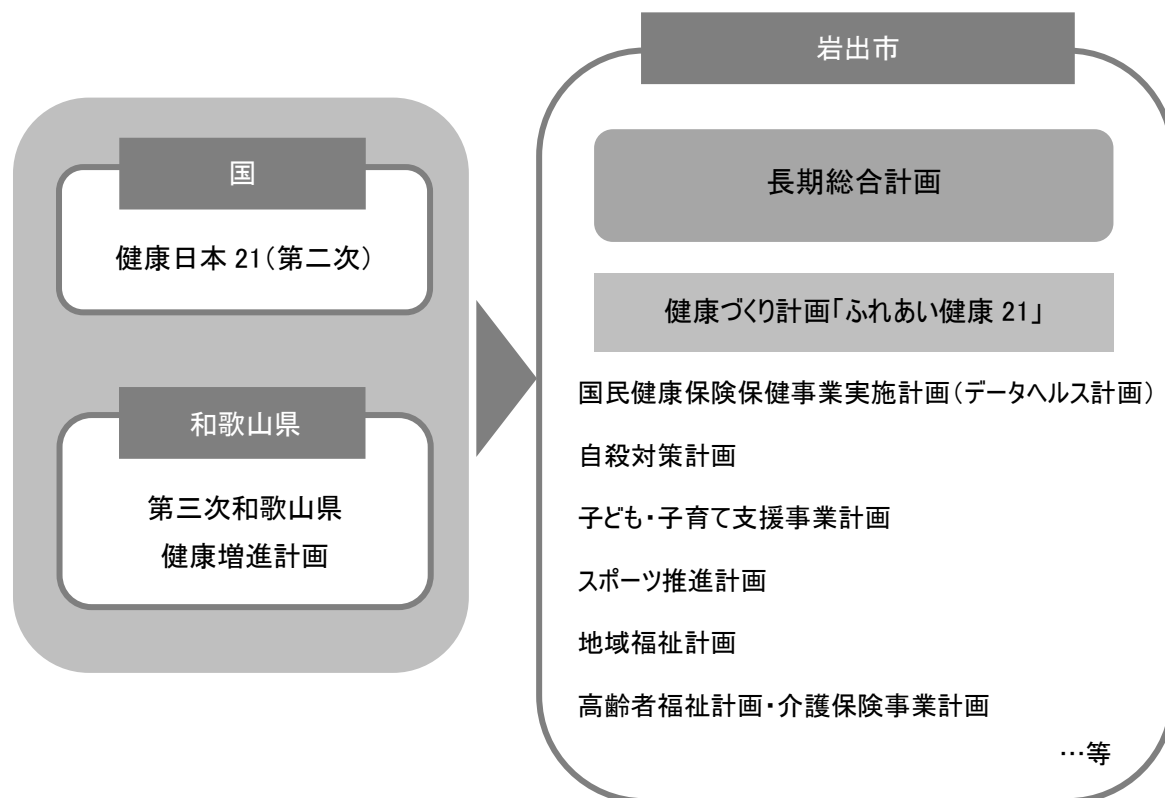 国
健康日本 21（第二次）
和歌山県
第三次和歌山県
健康増進計画
岩出市
長期総合計画
健康づくり計画「ふれあい健康 21」
国民健康保険保健事業実施計画（データヘルス計画）
自殺対策計画
子ども・子育て支援事業計画
スポーツ推進計画
地域福祉計画
高齢者福祉計画・介護保険事業計画
…等